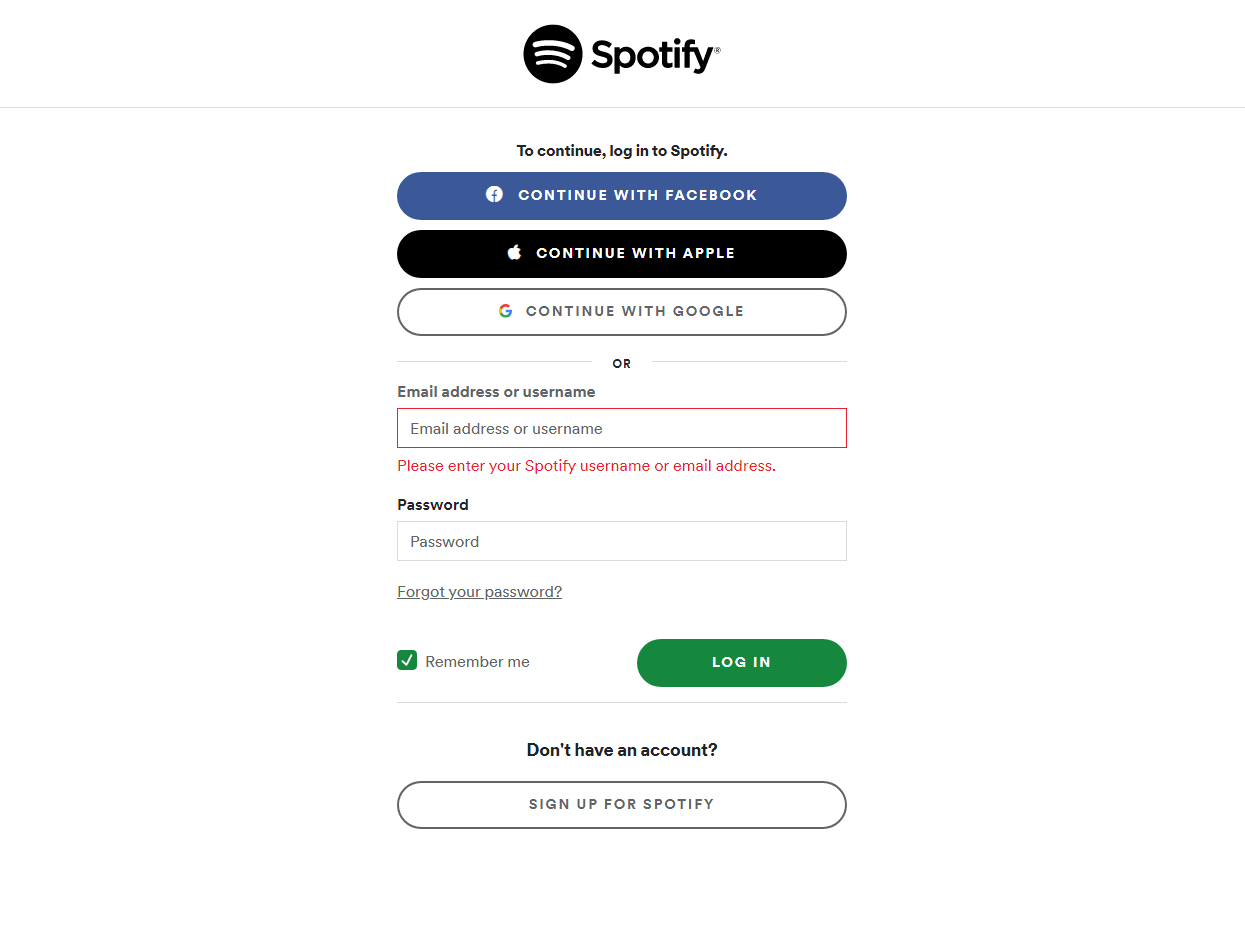 Spotify®
To continue, log in to Spotify.
CONTINUE WITH FACEBOOK
CONTINUE WITH APPLE
CONTINUE WITH GOOGLE
OR
Email address or username
Email address or username
Please enter your Spotify username or email address.
Password
Password
Forgot your password?
Remember me
LOG IN
Don't have an account?
SIGN UP FOR SPOTIFY